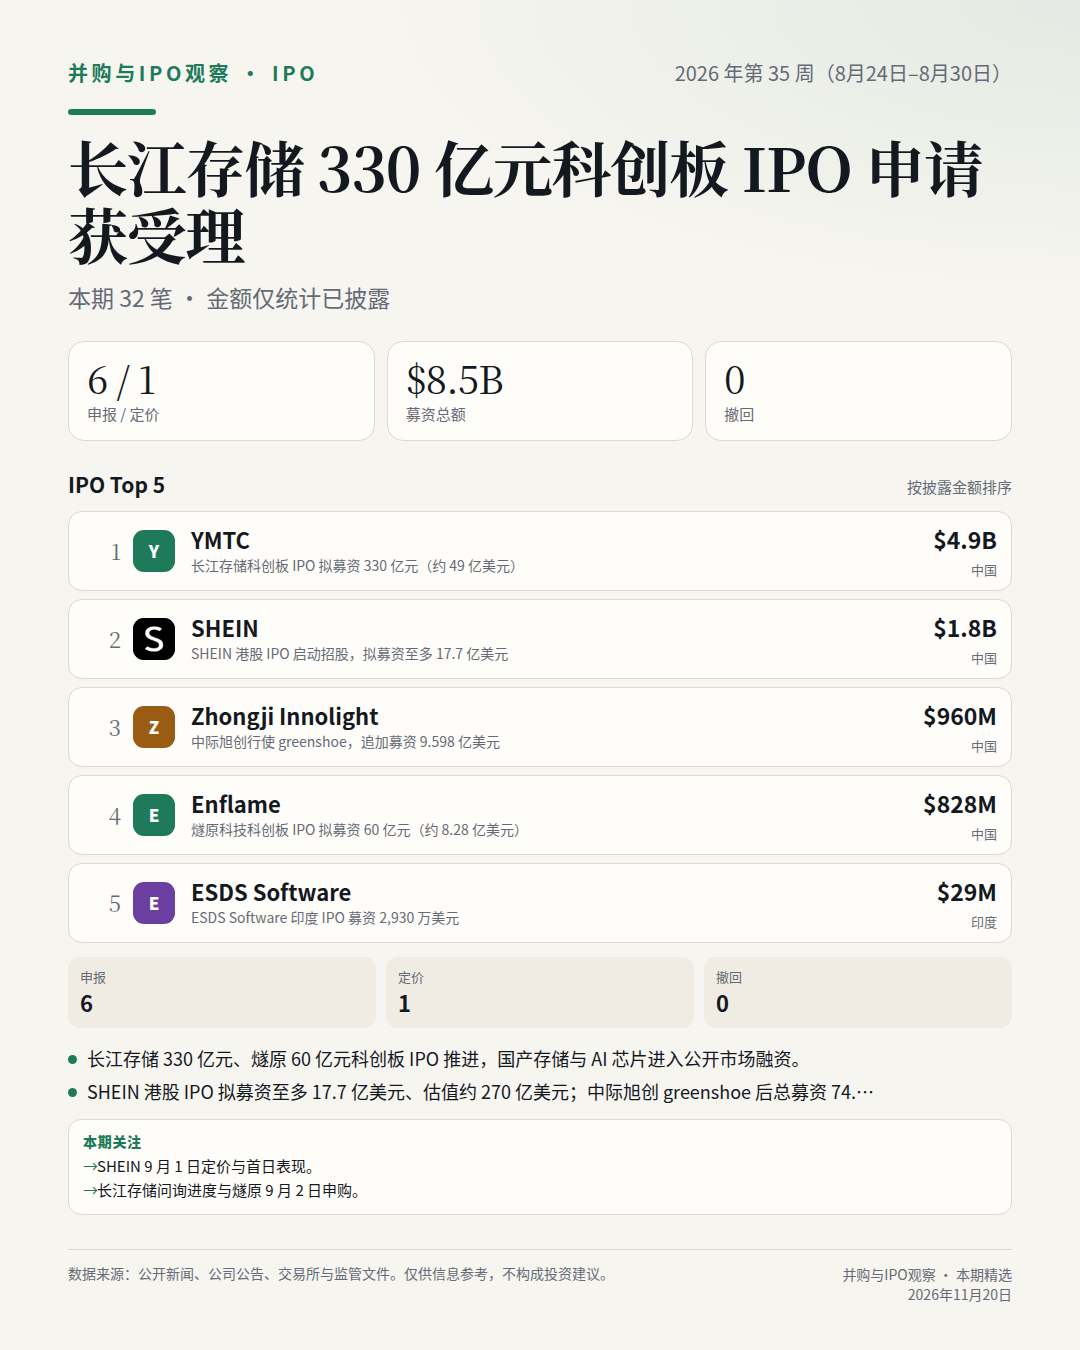 并购与IPO观察 • IPO
2026 年第 35 周（8月24日–8月30日）
长江存储 330 亿元科创板 IPO 申请
获受理
本期 32 笔 • 金额仅统计已披露
6 / 1
申报 / 定价
$8.5B
募资总额
0
撤回
IPO Top 5
按披露金额排序
1
Y
YMTC
长江存储科创板 IPO 拟募资 330 亿元（约 49 亿美元）
$4.9B
中国
2
S
SHEIN
SHEIN 港股 IPO 启动招股，拟募资至多 17.7 亿美元
$1.8B
中国
3
Z
Zhongji Innolight
中际旭创行使 greenshoe，追加募资 9.598 亿美元
$960M
中国
4
E
Enflame
燧原科技科创板 IPO 拟募资 60 亿元（约 8.28 亿美元）
$828M
中国
5
E
ESDS Software
ESDS Software 印度 IPO 募资 2,930 万美元
$29M
印度
申报
6
定价
1
撤回
0
长江存储 330 亿元、燧原 60 亿元科创板 IPO 推进，国产存储与 AI 芯片进入公开市场融资。
SHEIN 港股 IPO 拟募资至多 17.7 亿美元、估值约 270 亿美元；中际旭创 greenshoe 后总募资 74.…
本期关注
→SHEIN 9 月 1 日定价与首日表现。
→长江存储问询进度与燧原 9 月 2 日申购。
数据来源：公开新闻、公司公告、交易所与监管文件。仅供信息参考，不构成投资建议。
并购与IPO观察 • 本期精选
2026年11月20日